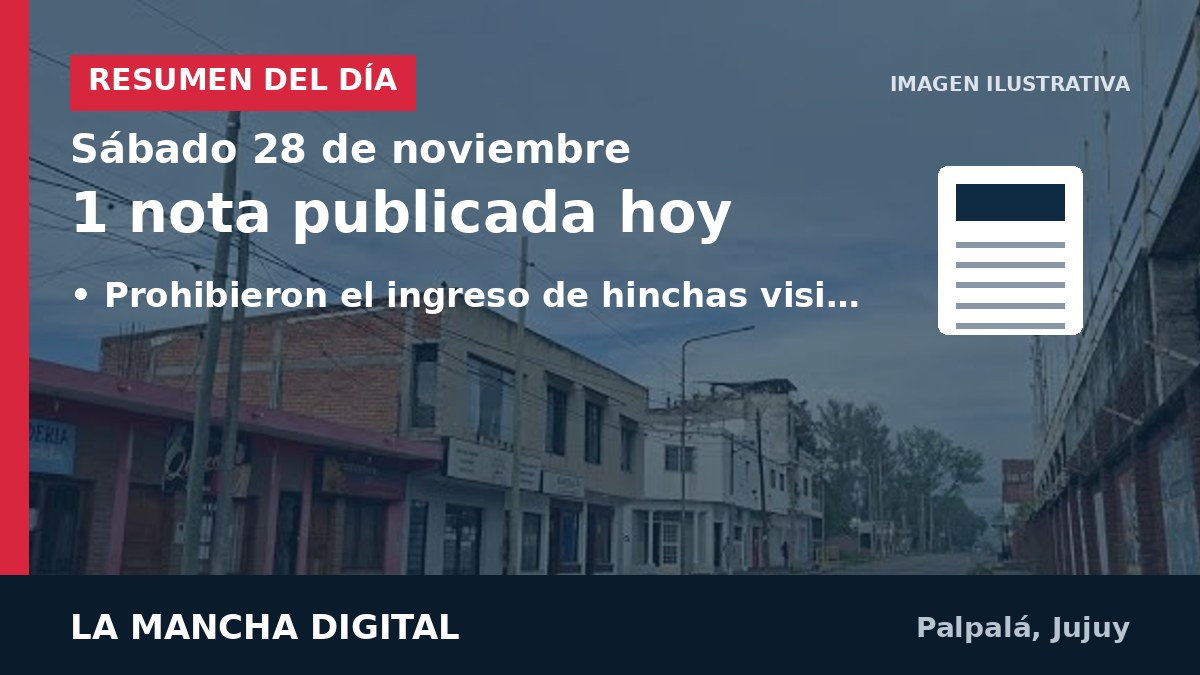 RESUMEN DEL DÍA
IMAGEN ILUSTRATIVA
Sábado 28 de noviembre
1 nota publicada hoy
• Prohibieron el ingreso de hinchas visi...
DERIA
LA MANCHA DIGITAL
Palpalá, Jujuy